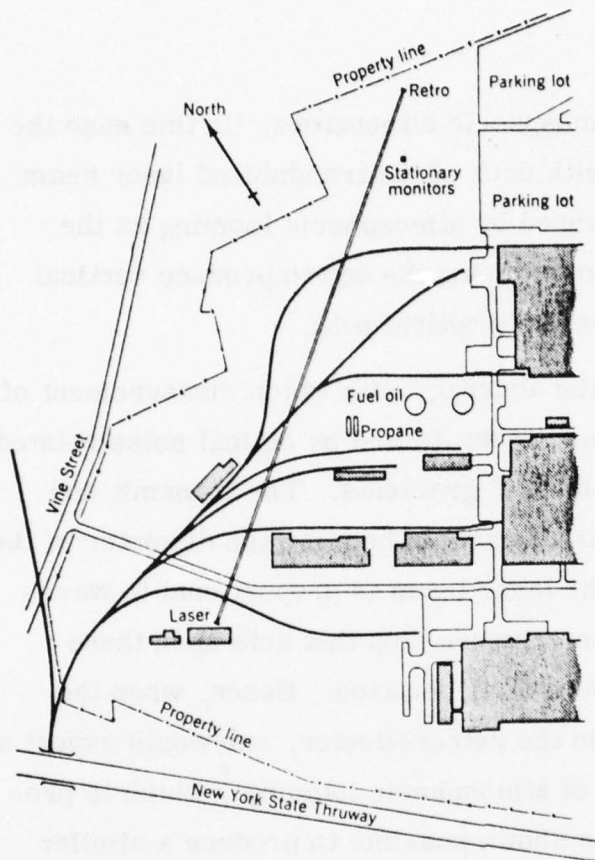 Property line
Retro
Parking lot
North
Stationary
monitors
Parking lot
Fuel oil
Propane
Vine Street
Laser
Property line
New York State Thruway